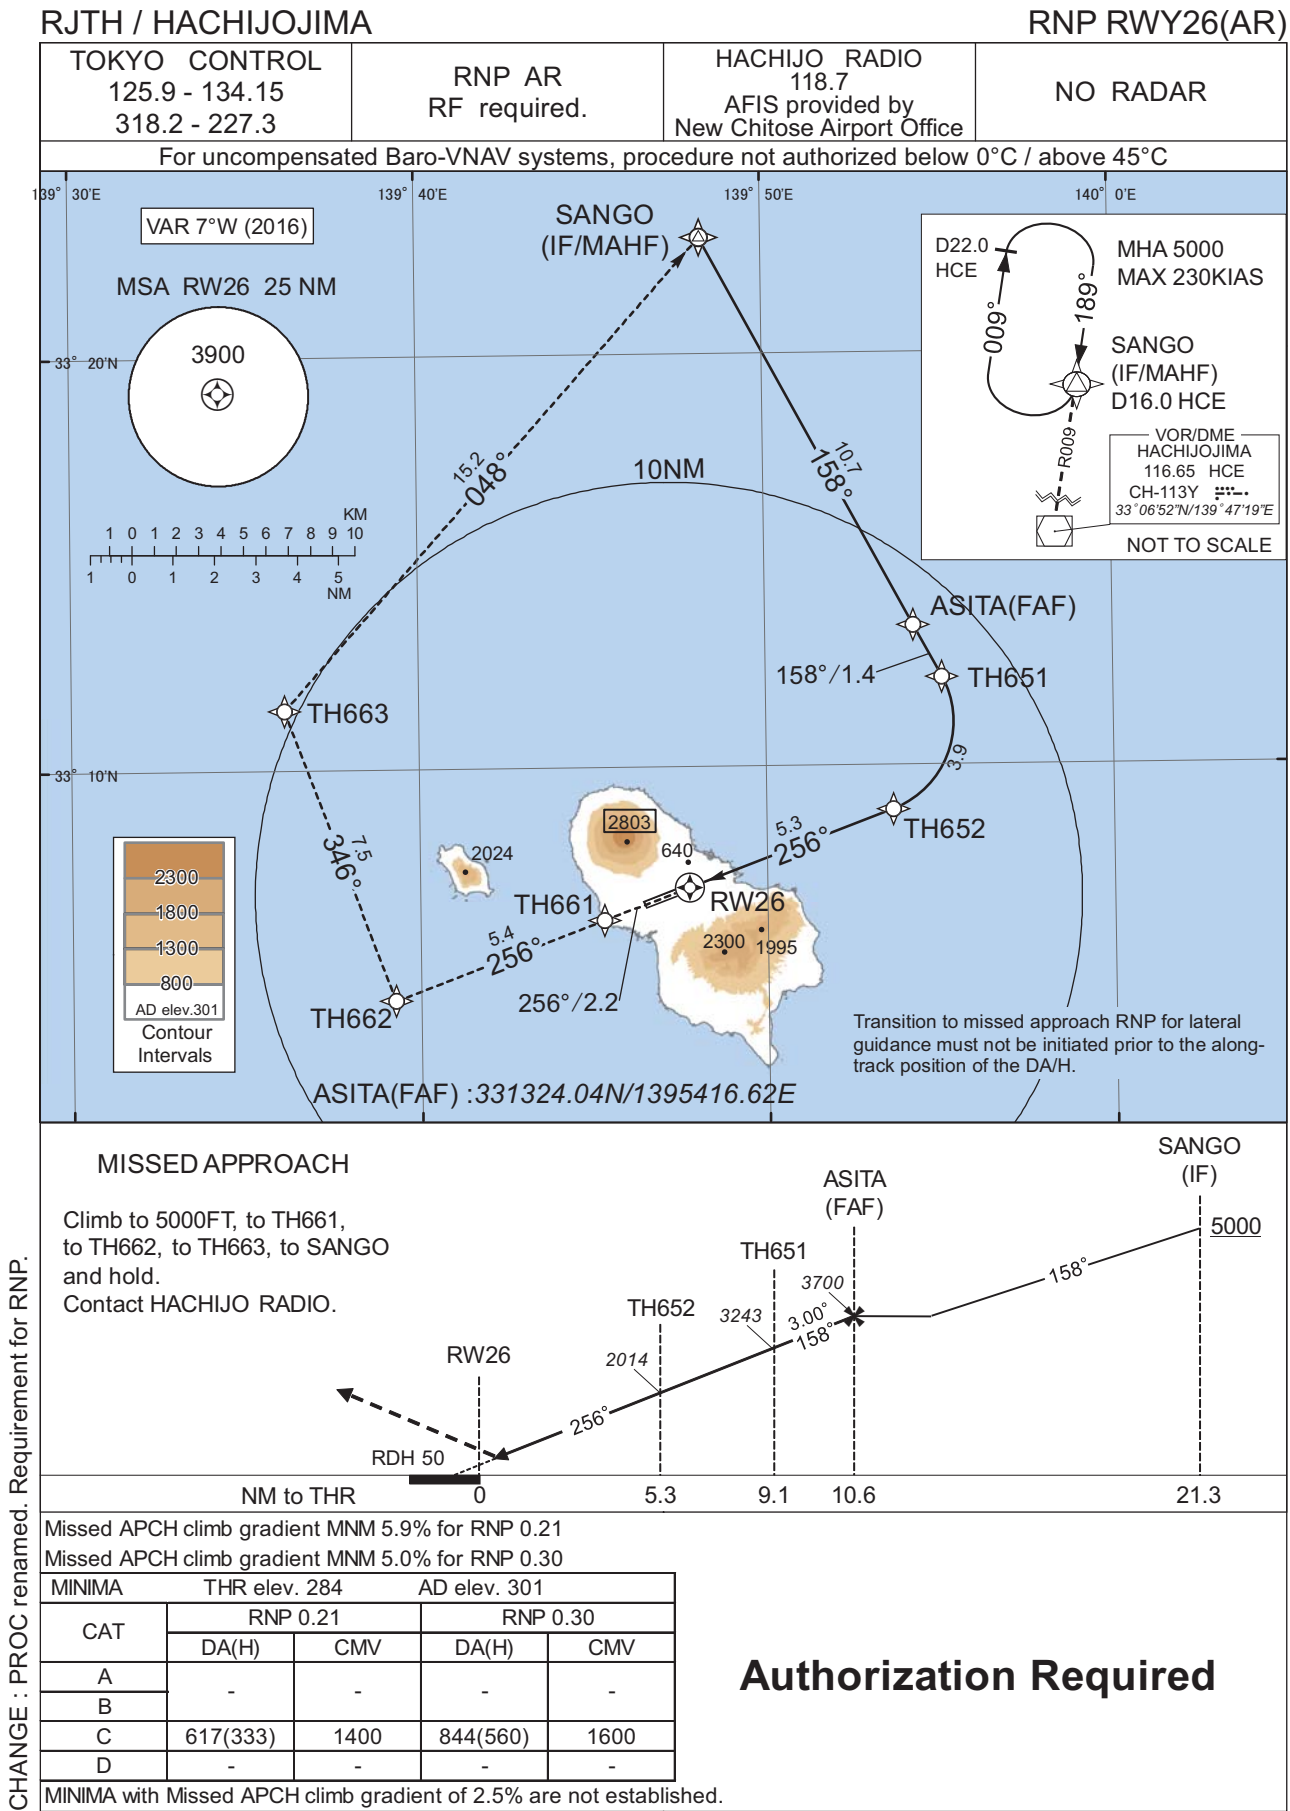 RJTH / HACHIJOJIMA
RNP RWY26(AR)
TOKYO CONTROL
125.9 - 134.15
318.2 - 227.3
RNP AR
RF required.
HACHIJO RADIO
118.7
AFIS provided by
New Chitose Airport Office
NO RADAR
For uncompensated Baro-VNAV systems, procedure not authorized below 0°C / above 45°C
139° 30'E
139° 40'E
139° 50'E
140° 0'E
VAR 7°W (2016)
MSA RW26 25 NM
3900
SANGO
(IF/MAHF)
D22.0
HCE
MHA 5000
MAX 230KIAS
009°
189°
SANGO
(IF/MAHF)
D16.0 HCE
R009
VOR/DME
HACHIJOJIMA
116.65 HCE
CH-113Y
33°06'52"N/139°47'19"E
NOT TO SCALE
33° 20'N
15.2
048°
10NM
10.7
158°
KM
1 0 1 2 3 4 5 6 7 8 9 10
1 0 1 2 3 4 5
NM
ASITA(FAF)
158°/1.4
TH651
TH663
3.9
33° 10'N
TH652
5.3
256°
2803
640
2024
7.5
346°
RW26
TH661
5.4
256°
2300
1995
256°/2.2
TH662
2300
1800
1300
800
AD elev.301
Contour
Intervals
Transition to missed approach RNP for lateral
guidance must not be initiated prior to the along-
track position of the DA/H.
ASITA(FAF) :331324.04N/1395416.62E
MISSED APPROACH
Climb to 5000FT, to TH661,
to TH662, to TH663, to SANGO
and hold.
Contact HACHIJO RADIO.
SANGO
(IF)
5000
ASITA
(FAF)
158°
TH651
3700
3.00°
158°
TH652
3243
RW26
2014
256°
RDH 50
NM to THR
0
5.3
9.1
10.6
21.3
Missed APCH climb gradient MNM 5.9% for RNP 0.21
Missed APCH climb gradient MNM 5.0% for RNP 0.30
MINIMA THR elev. 284 AD elev. 301
CAT RNP 0.21 RNP 0.30
DA(H) CMV DA(H) CMV
A
- - - -
B
C 617(333) 1400 844(560) 1600
D - - - -
MINIMA with Missed APCH climb gradient of 2.5% are not established.
Authorization Required
CHANGE : PROC renamed. Requirement for RNP.